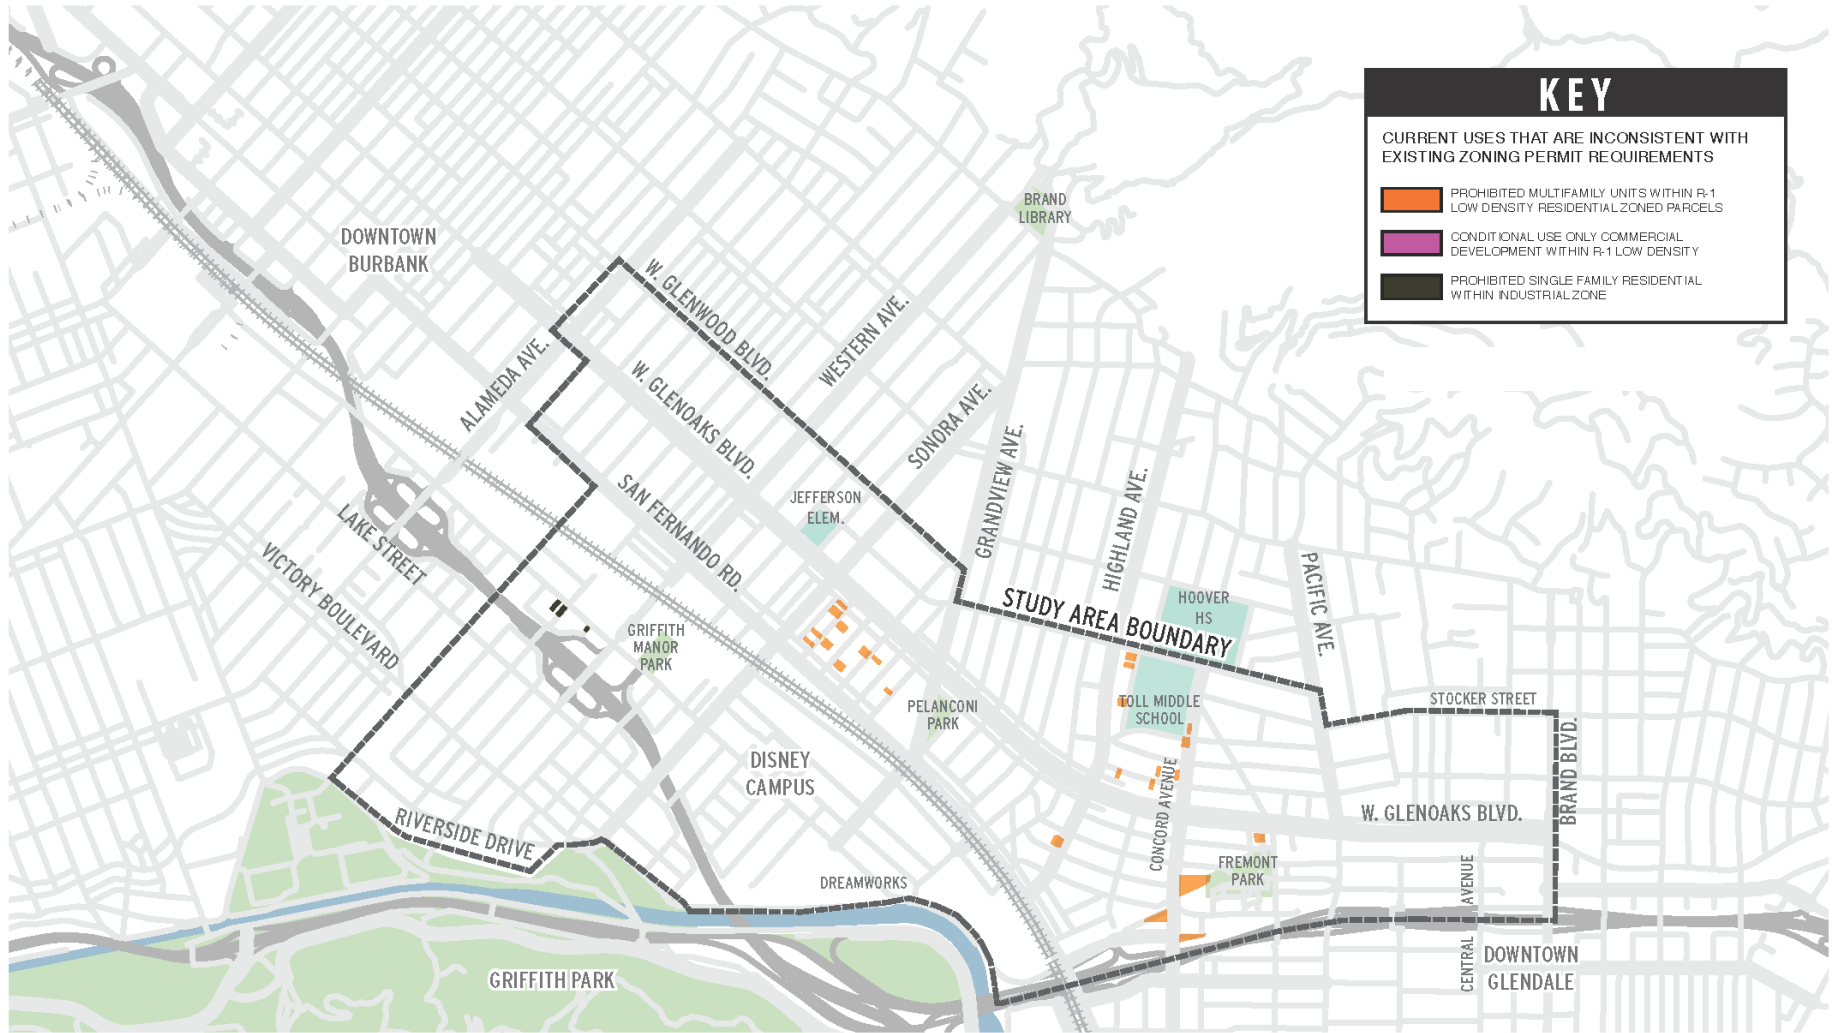 KEY
CURRENT USES THAT ARE INCONSISTENT WITH
EXISTING ZONING PERMIT REQUIREMENTS
PROHIBITED MULTIFAMILY UNITS WITHIN R-1
LOW DENSITY RESIDENTIAL ZONED PARCELS
CONDITIONAL USE ONLY COMMERCIAL
DEVELOPMENT WITHIN R-1 LOW DENSITY
PROHIBITED SINGLE FAMILY RESIDENTIAL
WITHIN INDUSTRIAL ZONE
BRAND
LIBRARY
DOWNTOWN
BURBANK
W. GLENWOOD BLVD.
WESTERN AVE.
ALAMEDA AVE.
W. GLENOAKS BLVD.
SONORA AVE.
GRANDVIEW AVE.
HIGHLAND AVE.
SAN FERNANDO RD.
JEFFERSON
ELEM.
LAKE STREET
VICTORY BOULEVARD
PACIFIC AVE.
HOOVER
HS
STUDY AREA BOUNDARY
GRIFFITH
MANOR
PARK
PELANCONI
PARK
TOLL MIDDLE
SCHOOL
STOCKER STREET
BRAND BLVD.
DISNEY
CAMPUS
CONCORD AVENUE
W. GLENOAKS BLVD.
RIVERSIDE DRIVE
FREMONT
PARK
DREAMWORKS
CENTRAL AVENUE
DOWNTOWN
GLENDALE
GRIFFITH PARK